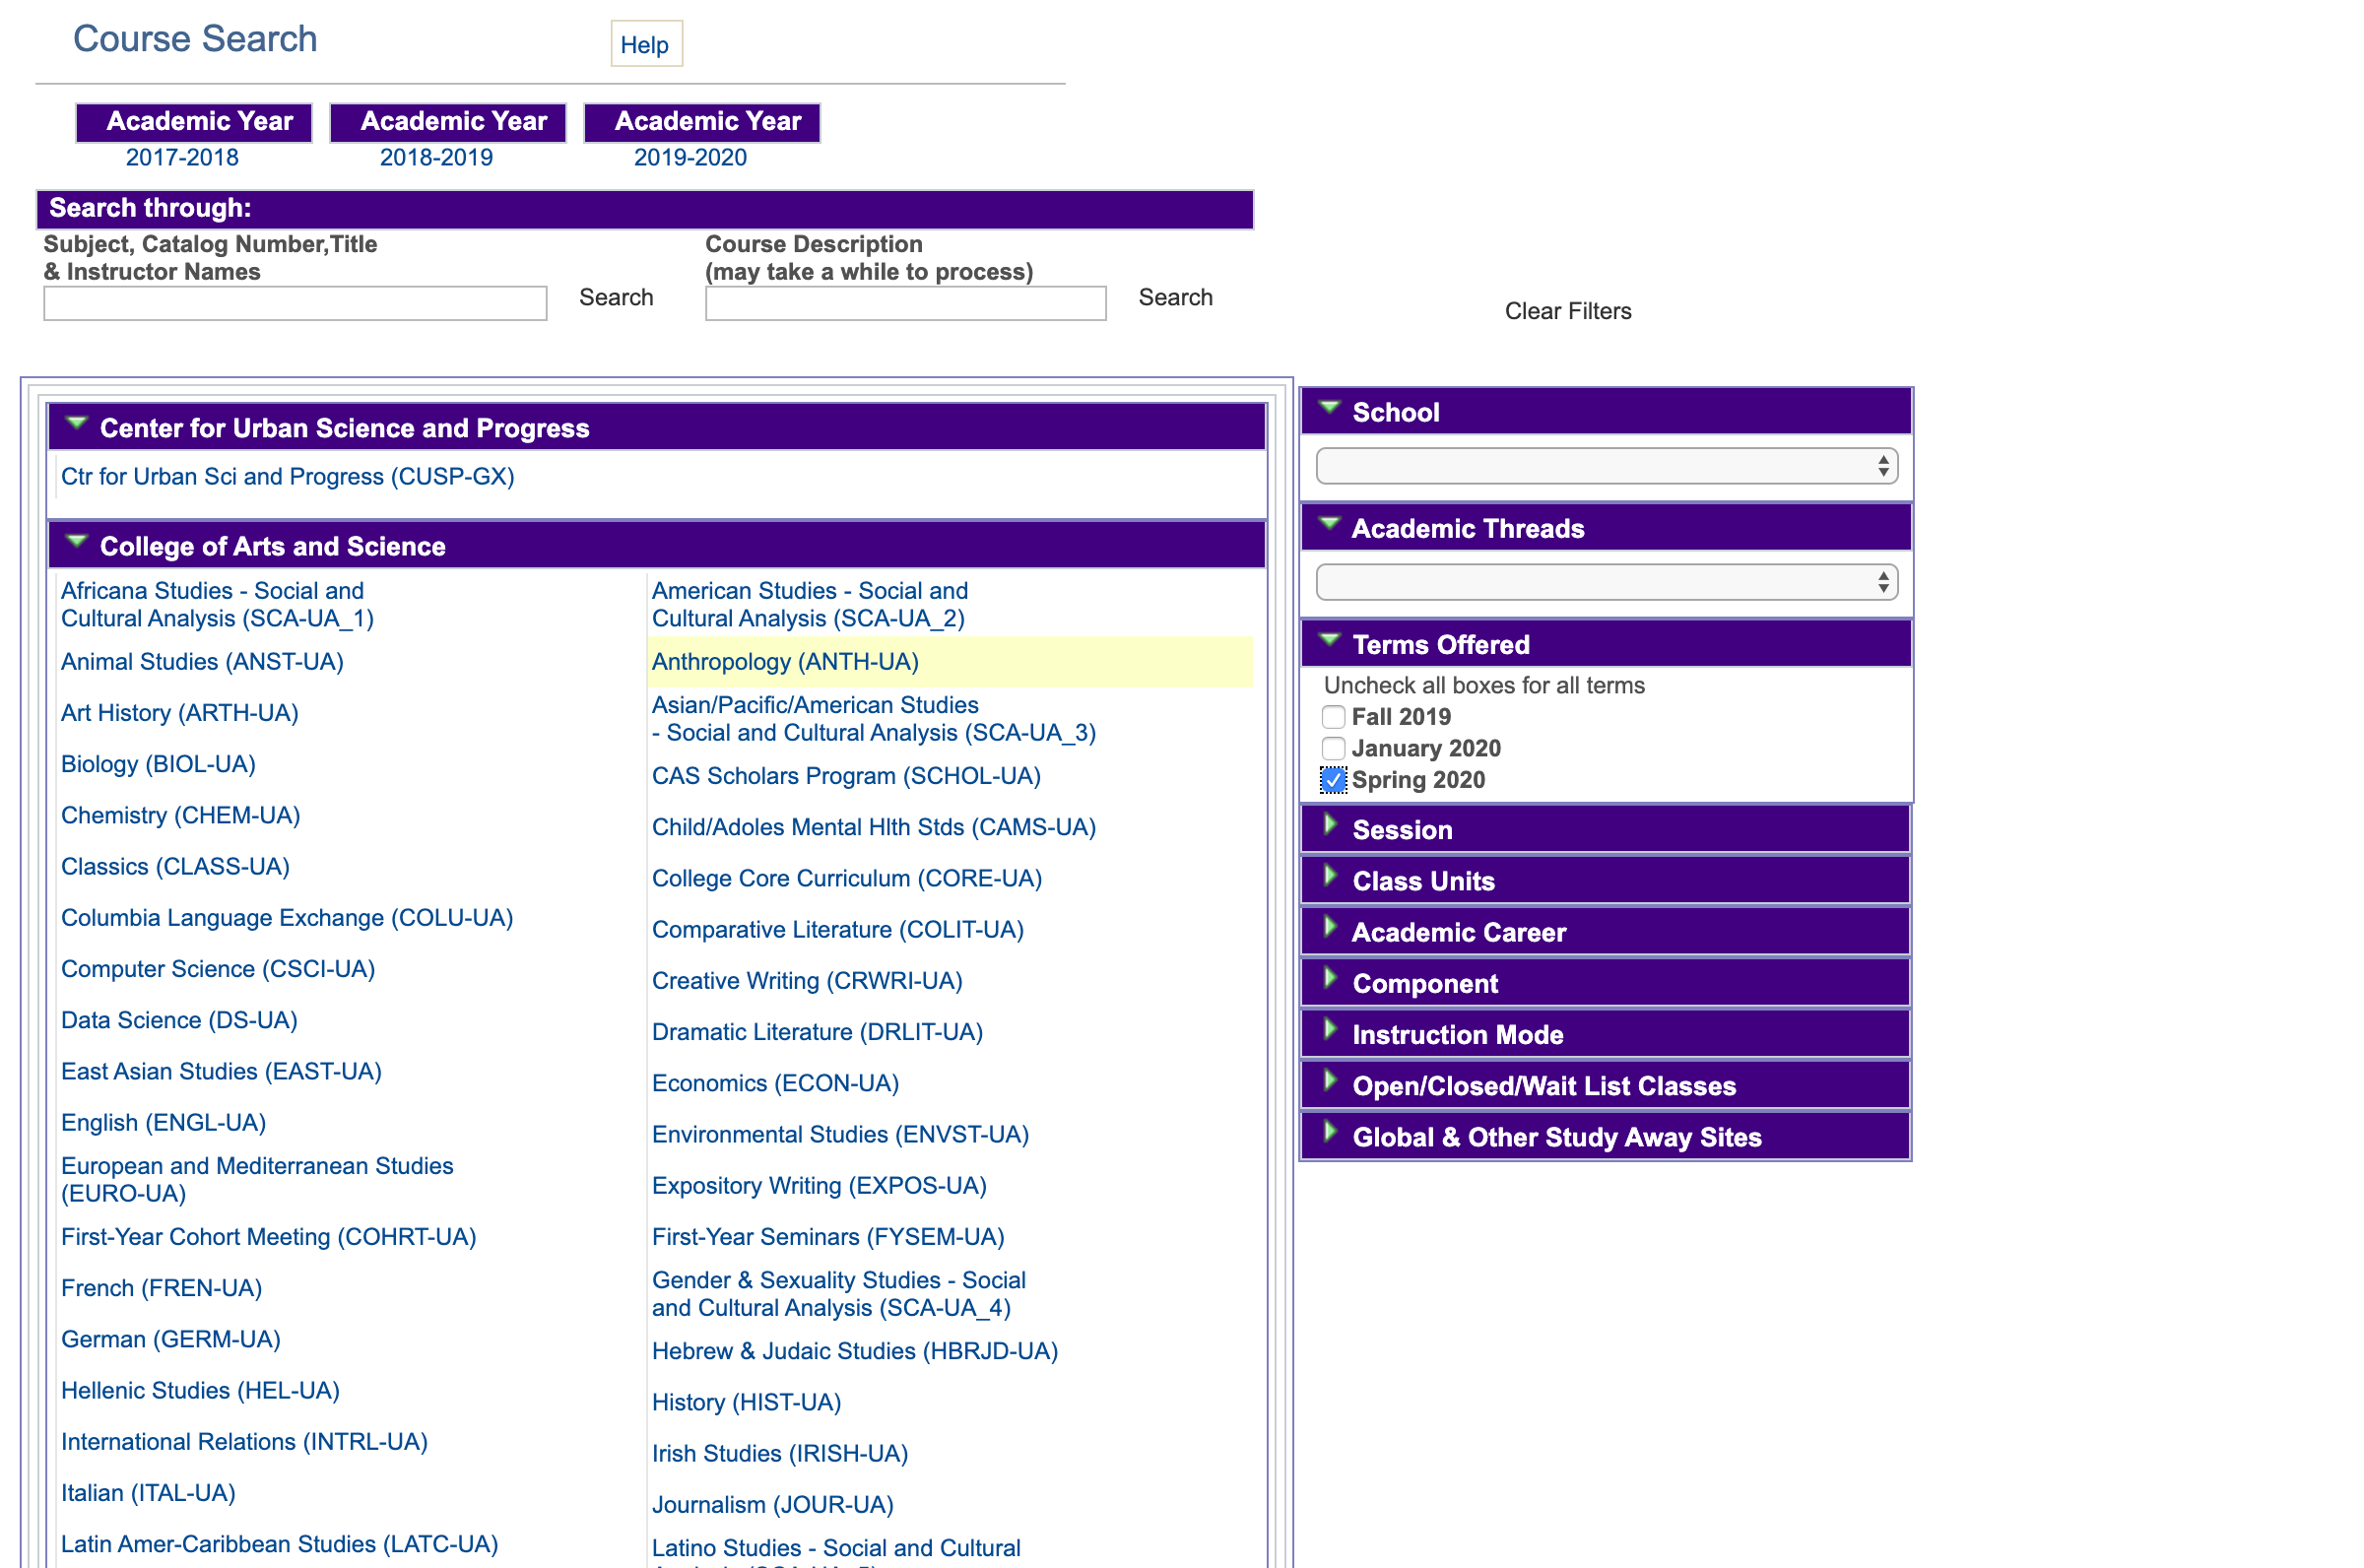 Course Search
Help
Academic Year
Academic Year
Academic Year
2017-2018
2018-2019
2019-2020
Search through:
Subject, Catalog Number,Title
& Instructor Names
Search
Course Description
(may take a while to process)
Search
Clear Filters
Center for Urban Science and Progress
Ctr for Urban Sci and Progress (CUSP-GX)
College of Arts and Science
Africana Studies - Social and
Cultural Analysis (SCA-UA_1)
Animal Studies (ANST-UA)
Art History (ARTH-UA)
Biology (BIOL-UA)
Chemistry (CHEM-UA)
Classics (CLASS-UA)
Columbia Language Exchange (COLU-UA)
Computer Science (CSCI-UA)
Data Science (DS-UA)
East Asian Studies (EAST-UA)
English (ENGL-UA)
European and Mediterranean Studies
(EURO-UA)
First-Year Cohort Meeting (COHRT-UA)
French (FREN-UA)
German (GERM-UA)
Hellenic Studies (HEL-UA)
International Relations (INTRL-UA)
Italian (ITAL-UA)
Latin Amer-Caribbean Studies (LATC-UA)
American Studies - Social and
Cultural Analysis (SCA-UA_2)
Anthropology (ANTH-UA)
Asian/Pacific/American Studies
- Social and Cultural Analysis (SCA-UA_3)
CAS Scholars Program (SCHOL-UA)
Child/Adoles Mental Hlth Stds (CAMS-UA)
College Core Curriculum (CORE-UA)
Comparative Literature (COLIT-UA)
Creative Writing (CRWRI-UA)
Dramatic Literature (DRLIT-UA)
Economics (ECON-UA)
Environmental Studies (ENVST-UA)
Expository Writing (EXPOS-UA)
First-Year Seminars (FYSEM-UA)
Gender & Sexuality Studies - Social
and Cultural Analysis (SCA-UA_4)
Hebrew & Judaic Studies (HBRJD-UA)
History (HIST-UA)
Irish Studies (IRISH-UA)
Journalism (JOUR-UA)
Latino Studies - Social and Cultural
School
Academic Threads
Terms Offered
Uncheck all boxes for all terms
Fall 2019
January 2020
Spring 2020
Session
Class Units
Academic Career
Component
Instruction Mode
Open/Closed/Wait List Classes
Global & Other Study Away Sites